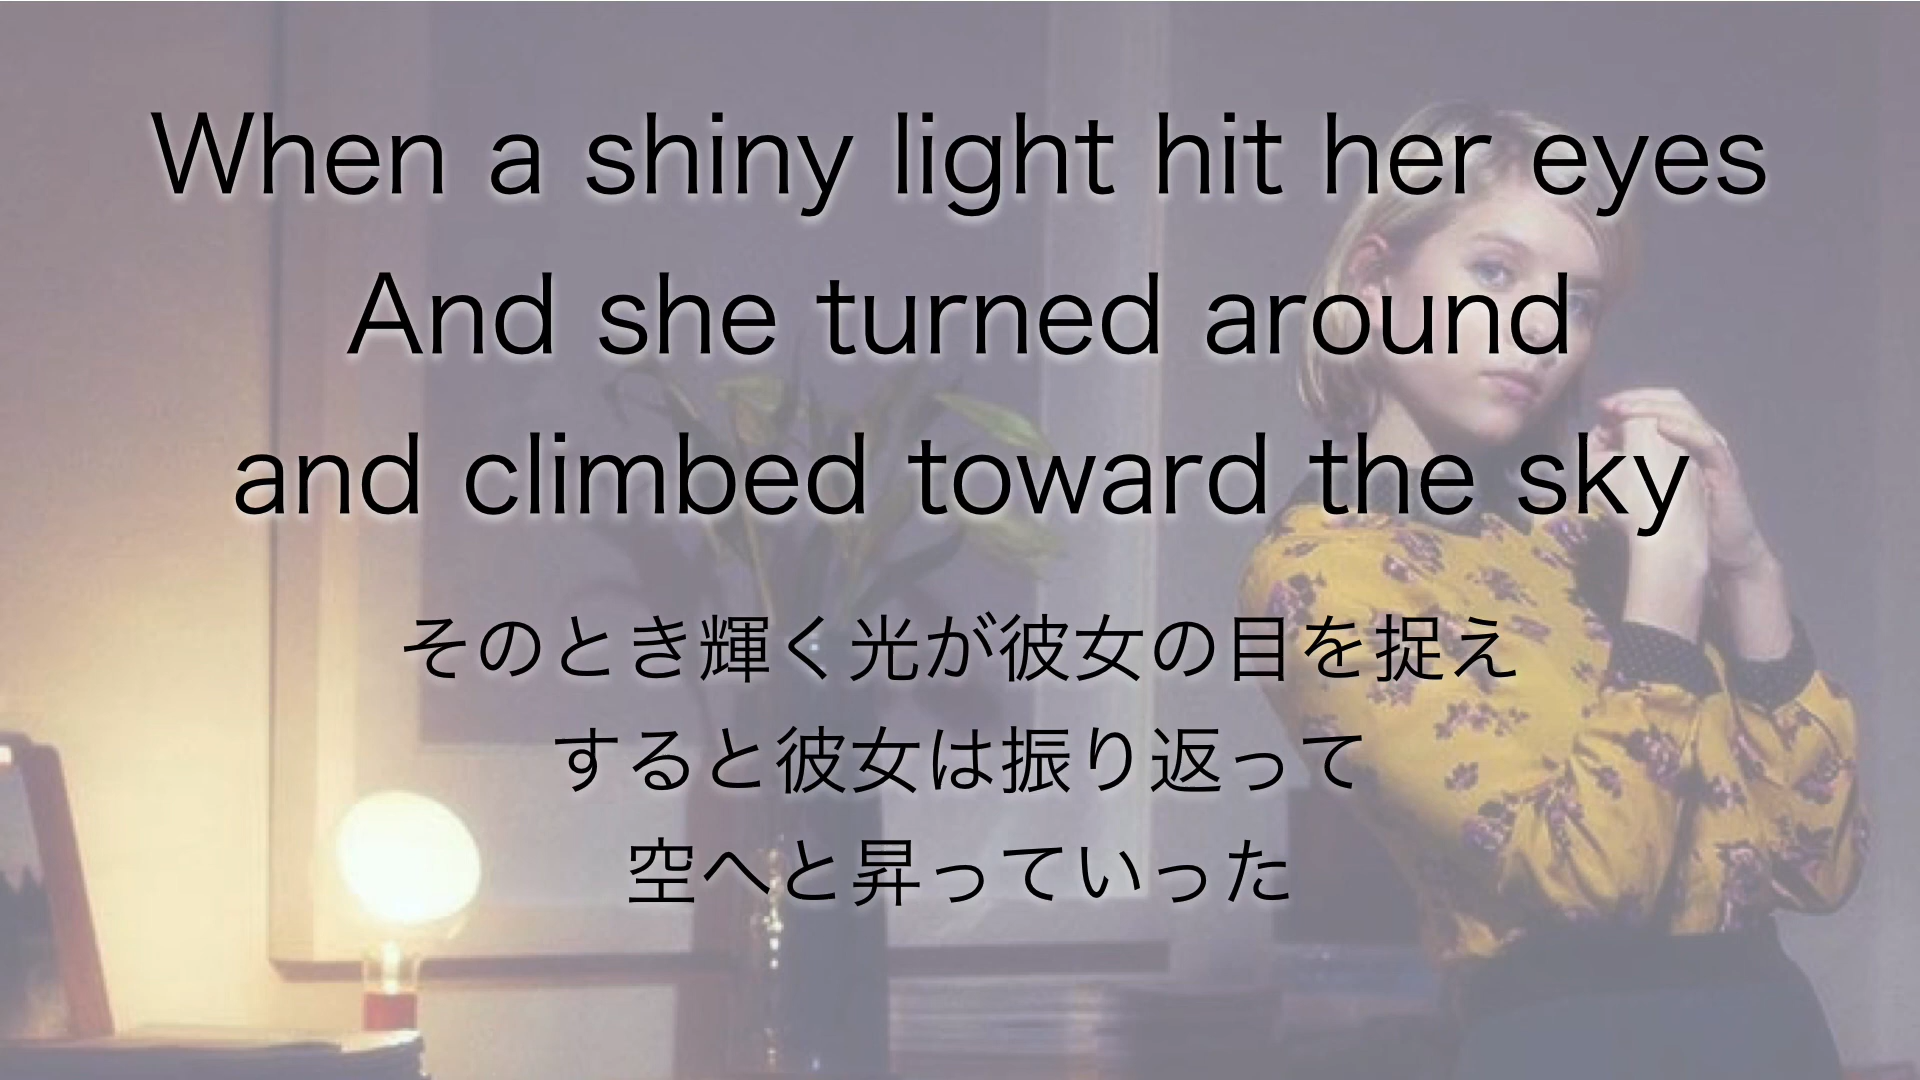 When a shiny light hit her eyes
And she turned around
and climbed toward the sky
そのとき輝く光が彼女の目を捉え
すると彼女は振り返って
空へと昇っていった